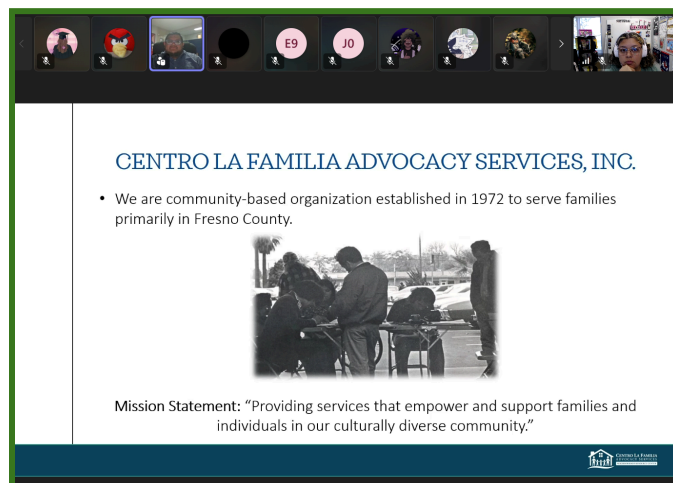 E9
J0
CENTRO LA FAMILIA ADVOCACY SERVICES, INC.
• We are community-based organization established in 1972 to serve families
primarily in Fresno County.
Mission Statement: “Providing services that empower and support families and
individuals in our culturally diverse community.”
CENTRO LA FAMILIA
ADVOCACY SERVICES